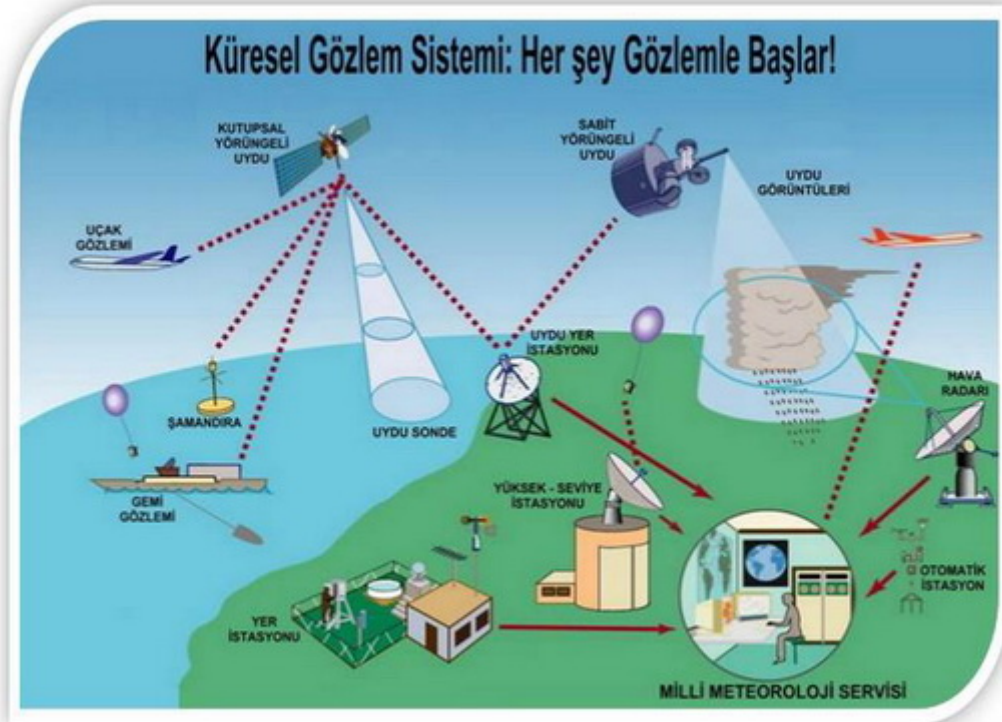 Küresel Gözlem Sistemi: Her şey Gözlemle Başlar!
KUTUPSAL
YÖRÜNGELİ
UYDU
SABİT
YÖRÜNGELİ
UYDU
UYDU
GÖRÜNTÜLERİ
UÇAK
GÖZLEMİ
UYDU YER
İSTASYONU
HAVA
RADARI
ŞAMANDIRA
UYDU SONDE
GEMİ
GÖZLEMİ
YÜKSEK - SEVİYE
İSTASYONU
OTOMATİK
İSTASYON
YER
İSTASYONU
MİLLİ METEOROLOJİ SERVİSİ